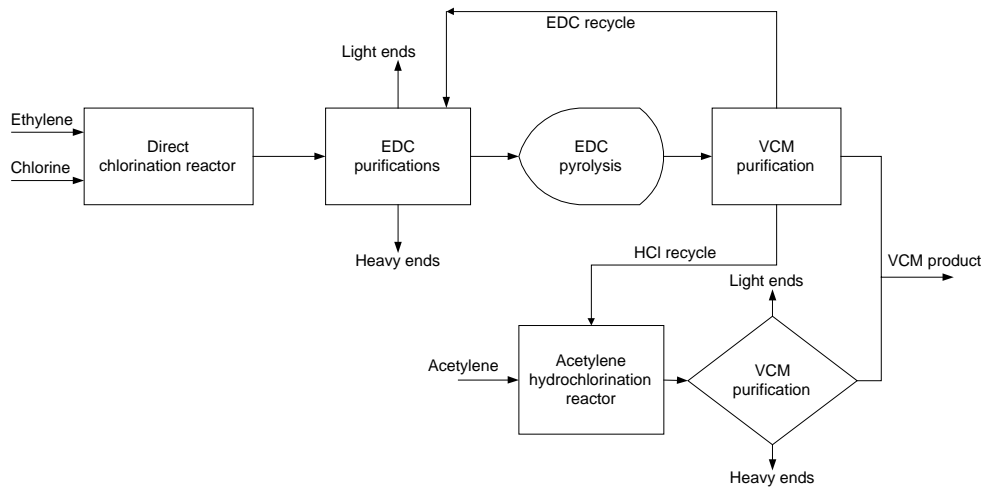 EDC recycle
Light ends
Ethylene
Chlorine
Direct
chlorination reactor
EDC
purifications
EDC
pyrolysis
VCM
purification
Heavy ends
HCI recycle
VCM product
Light ends
Acetylene
Acetylene
hydrochlorination
reactor
VCM
purification
Heavy ends